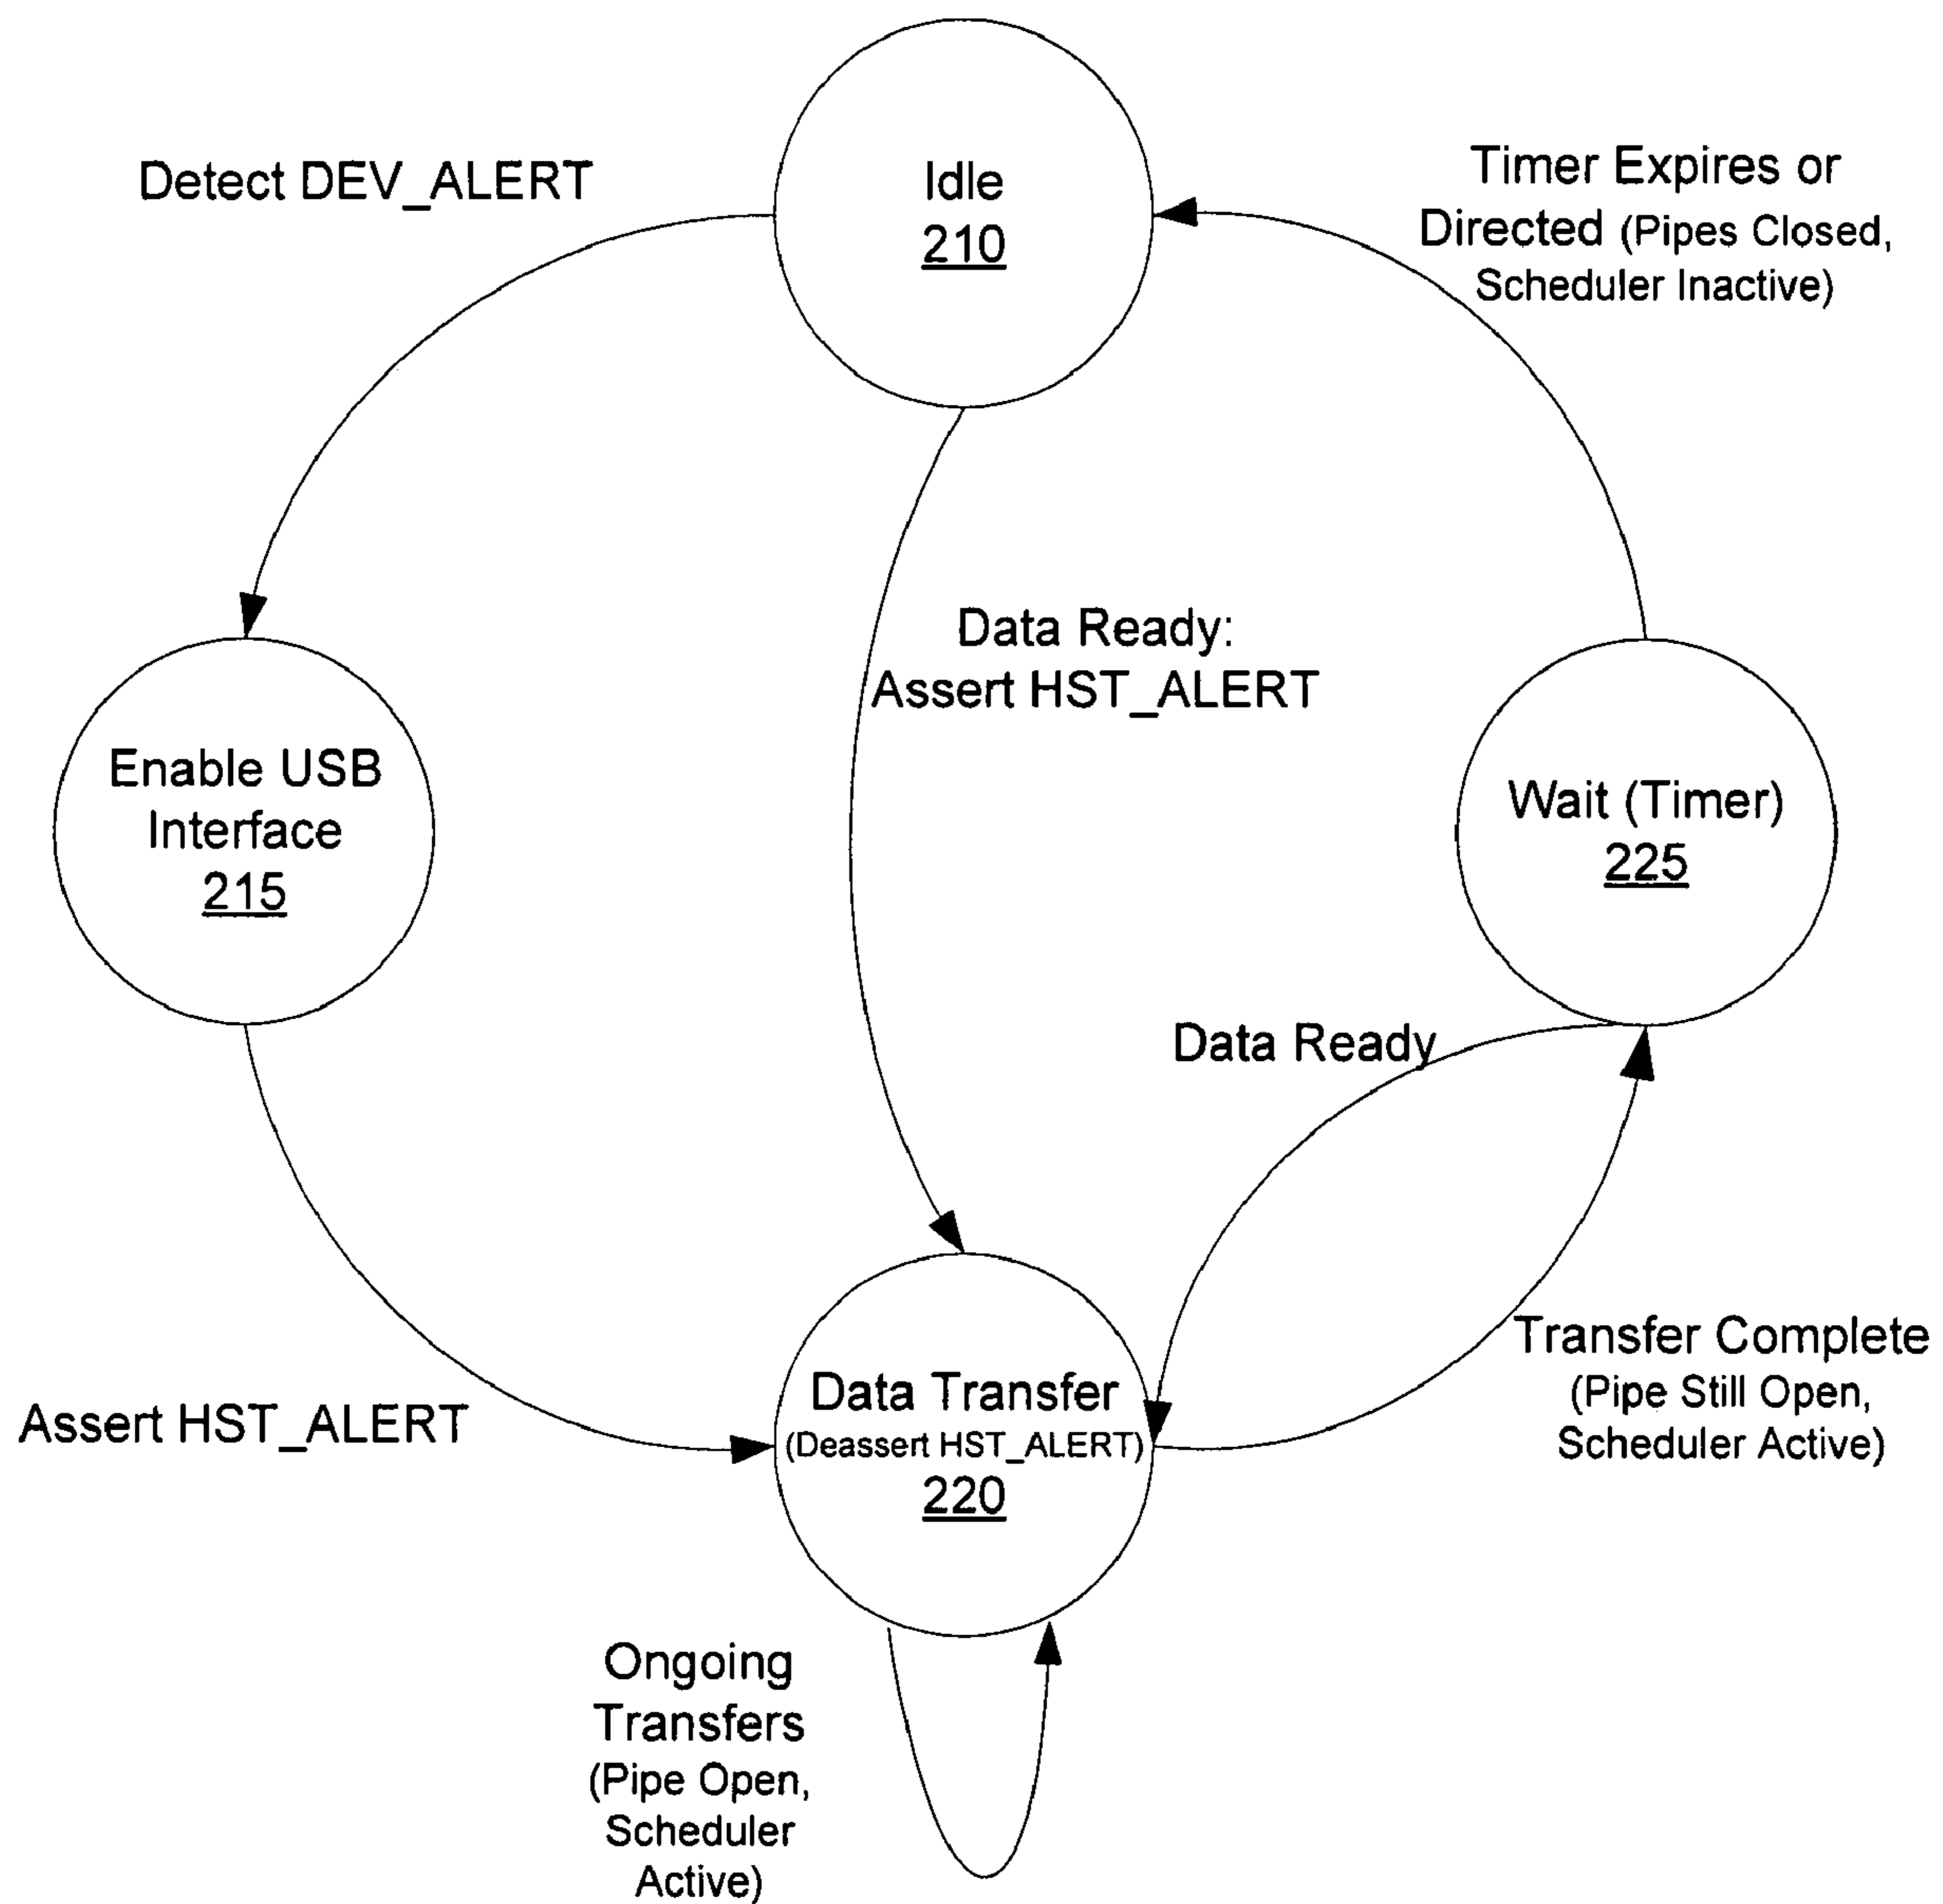 Idle
210
Detect DEV_ALERT
Timer Expires or
Directed (Pipes Closed,
Scheduler Inactive)
Data Ready:
Assert HST_ALERT
Enable USB
Interface
215
Wait (Timer)
225
Data Ready
Assert HST_ALERT
Data Transfer
(Deassert HST_ALERT)
220
Transfer Complete
(Pipe Still Open,
Scheduler Active)
Ongoing
Transfers
(Pipe Open,
Scheduler
Active)